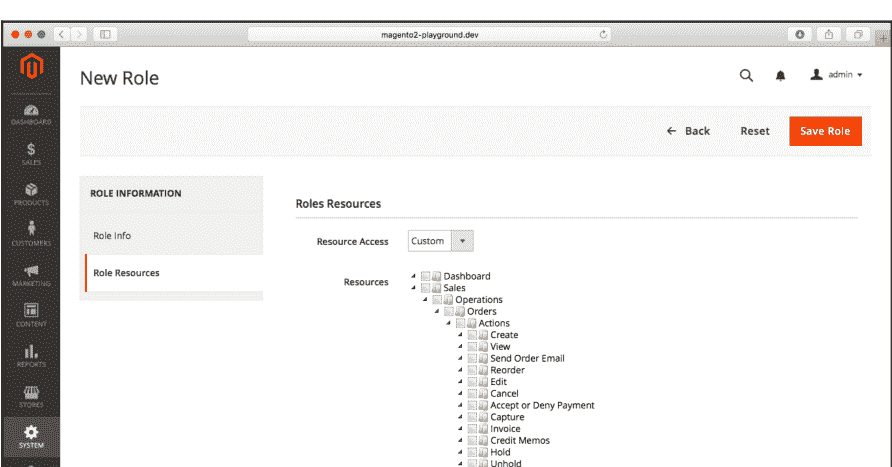 magento2-playground.dev
New Role
admin
DASHBOARD
SALES
PRODUCTS
CUSTOMERS
MARKETING
CONTENT
REPORTS
STORES
SYSTEM
← Back Reset Save Role
ROLE INFORMATION
Role Info
Role Resources
Roles Resources
Resource Access Custom
Resources
Dashboard
Sales
Operations
Orders
Actions
Create
View
Send Order Email
Reorder
Edit
Cancel
Accept or Deny Payment
Capture
Invoice
Credit Memos
Hold
Unhold